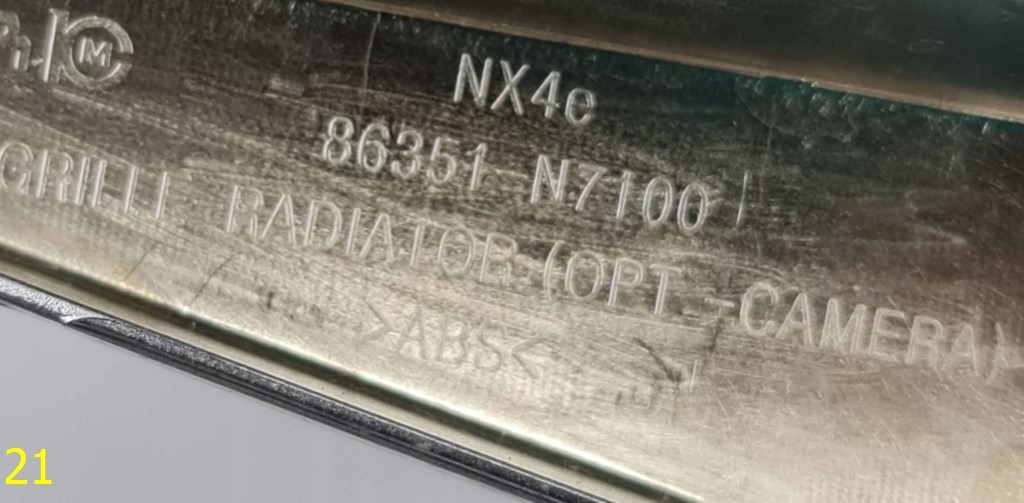 M
NX4e
86351 N7100
GRILLE RADIATOR (OPT -CAMERA)
>ABS<
21